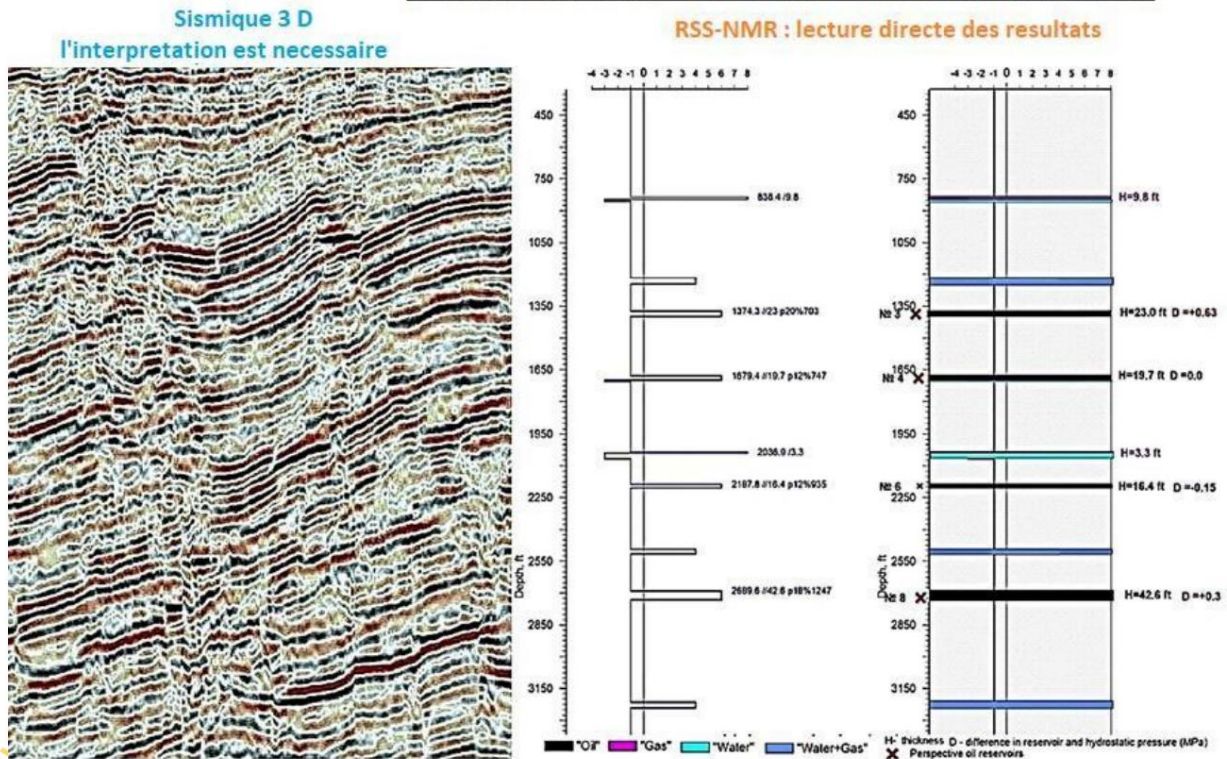 Sismique 3 D
l'interpretation est necessaire
RSS-NMR : lecture directe des resultats
-4 -3 -2 -1 0 1 2 3 4 5 6 7 8
450
750
1050
1350
1650
1950
2250
2550
2850
3150
Depth, ft
838.4 /9.8
1374.3 //23 p20%703
1679.4 //19.7 p12%747
2036.0 /3.3
2187.8 //16.4 p12%935
2689.6 //42.6 p18%1247
-4 -3 -2 -1 0 1 2 3 4 5 6 7 8
450
750
1050
1350
1650
1950
2250
2550
2850
3150
Depth, ft
№ 3
№ 4
№ 6
№ 8
H=9.8 ft
H=23.0 ft D =+0.63
H=19.7 ft D=0.0
H=3.3 ft
H=16.4 ft D=-0.15
H=42.6 ft D =+0.3
"Oil" "Gas" "Water" "Water+Gas"
H- thickness D - difference in reservoir and hydrostatic pressure (MPa)
Perspective oil reservoirs